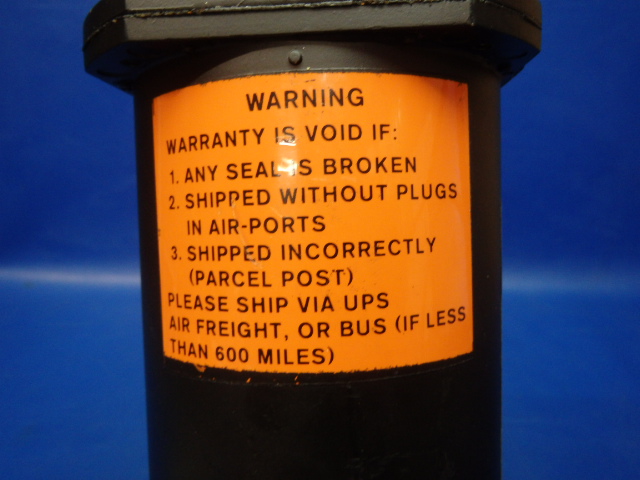 WARNING
WARRANTY IS VOID IF:
1. ANY SEAL IS BROKEN
2. SHIPPED WITHOUT PLUGS
IN AIR-PORTS
3. SHIPPED INCORRECTLY
(PARCEL POST)
PLEASE SHIP VIA UPS
AIR FREIGHT, OR BUS (IF LESS
THAN 600 MILES)